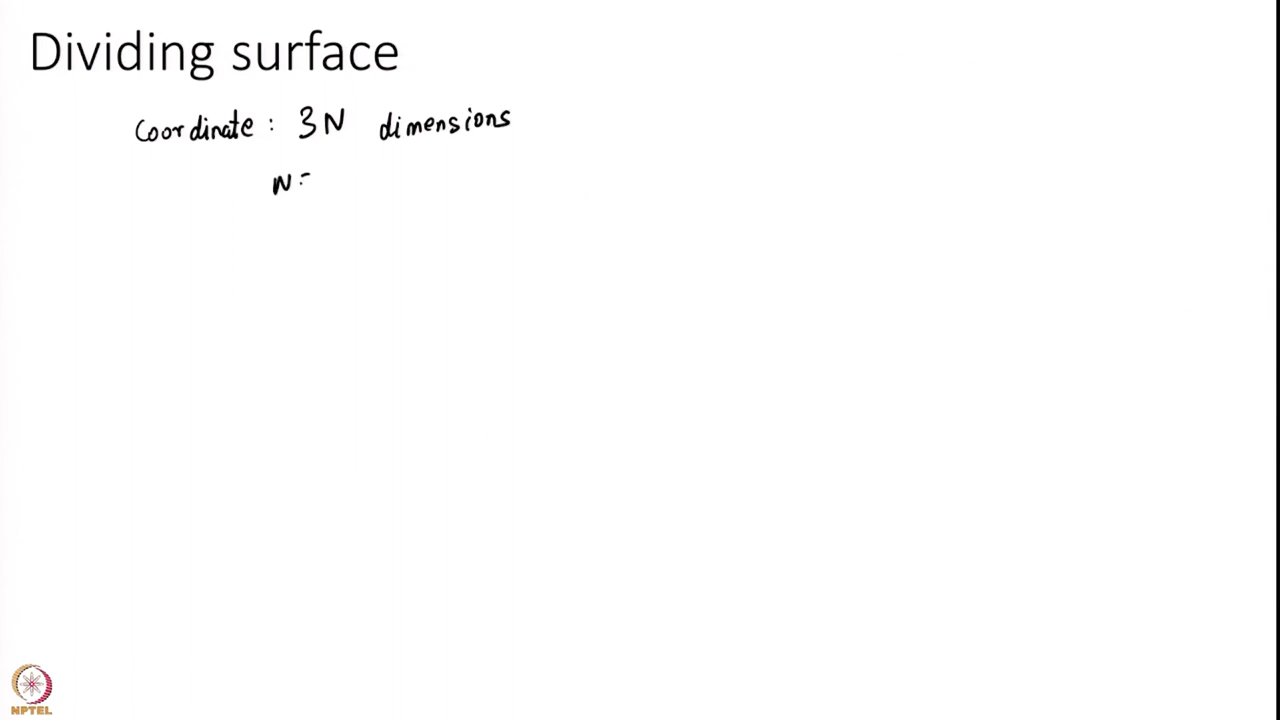 Dividing surface
Coordinate : 3N dimensions
N =
NPTEL